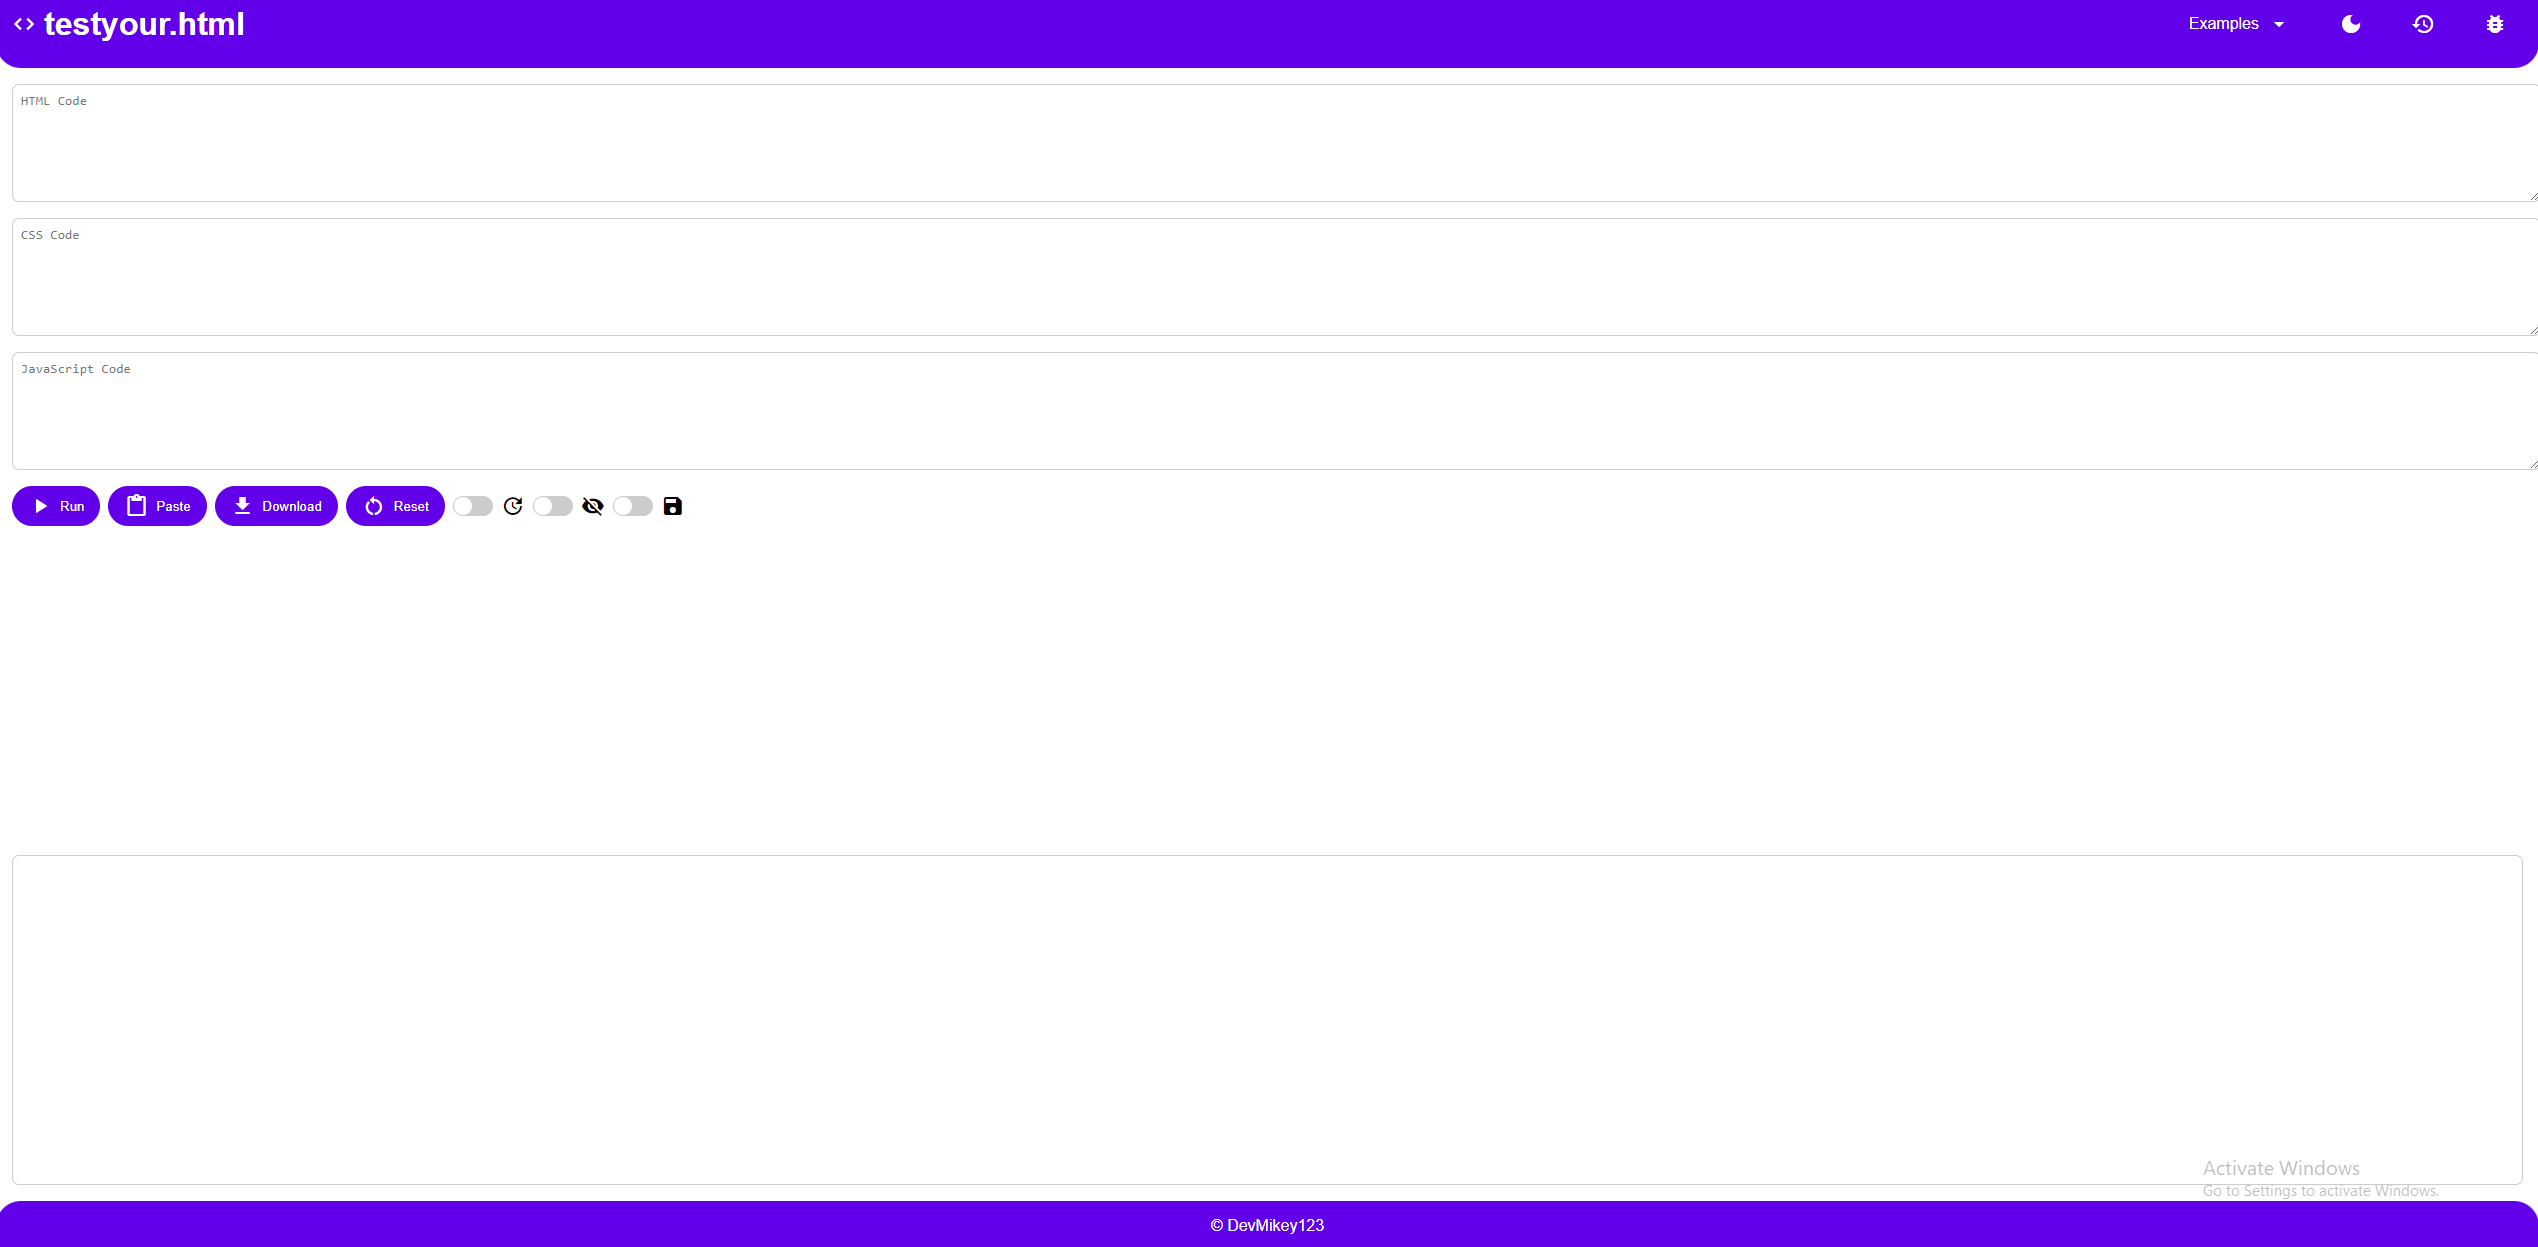 <> testyour.html
Examples
HTML Code
CSS Code
JavaScript Code
Run Paste Download Reset
Activate Windows
Go to Settings to activate Windows.
© DevMikey123